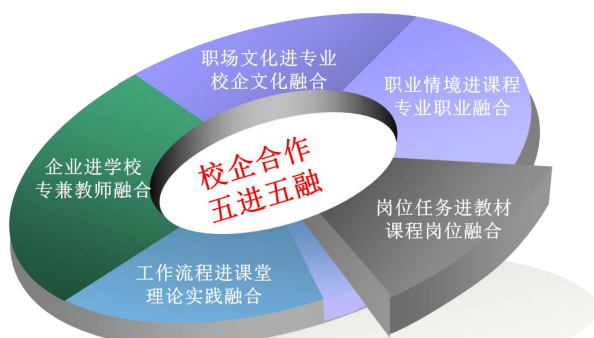 职场文化进专业
校企文化融合
职业情境进课程
专业职业融合
企业进学校
专兼教师融合
校企合作
五进五融
岗位任务进教材
课程岗位融合
工作流程进课堂
理论实践融合